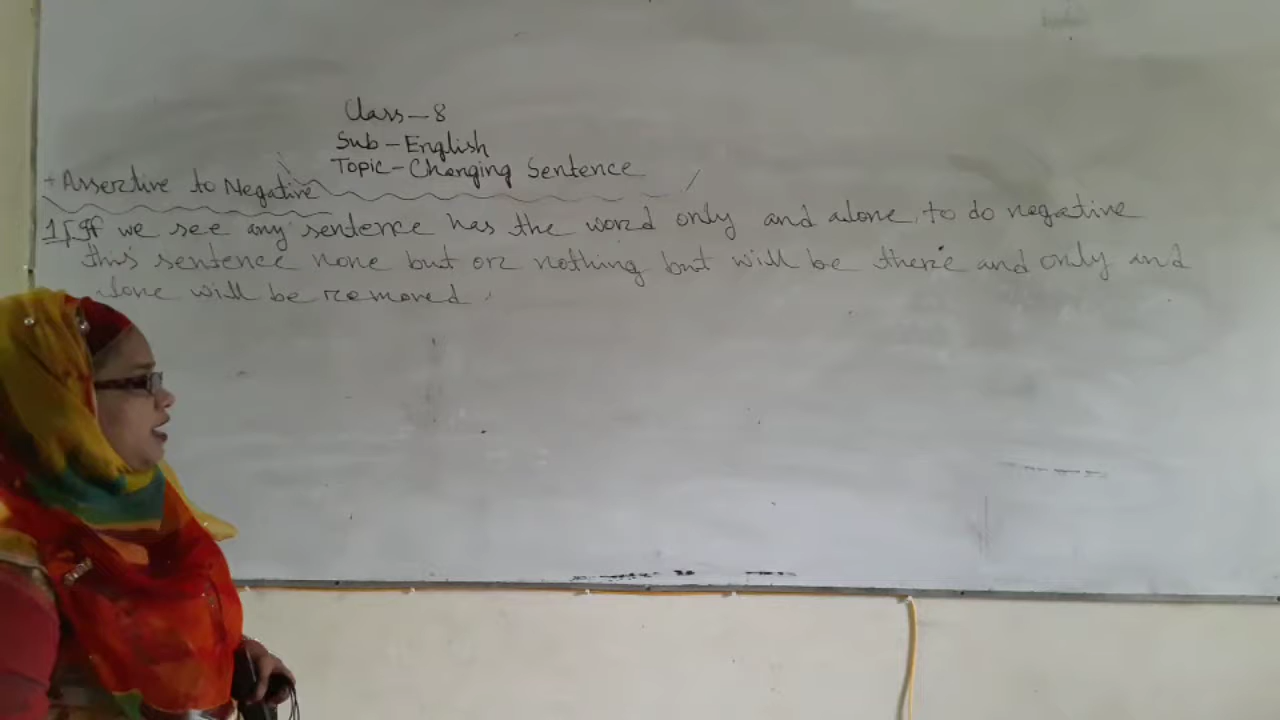 Class-8
Sub-English
Topic-Changing Sentence
+ Assertive to Negative
1) If we see any sentence has the word only and alone, to do negative
this sentence none but or nothing but will be there and only and
alone will be removed.